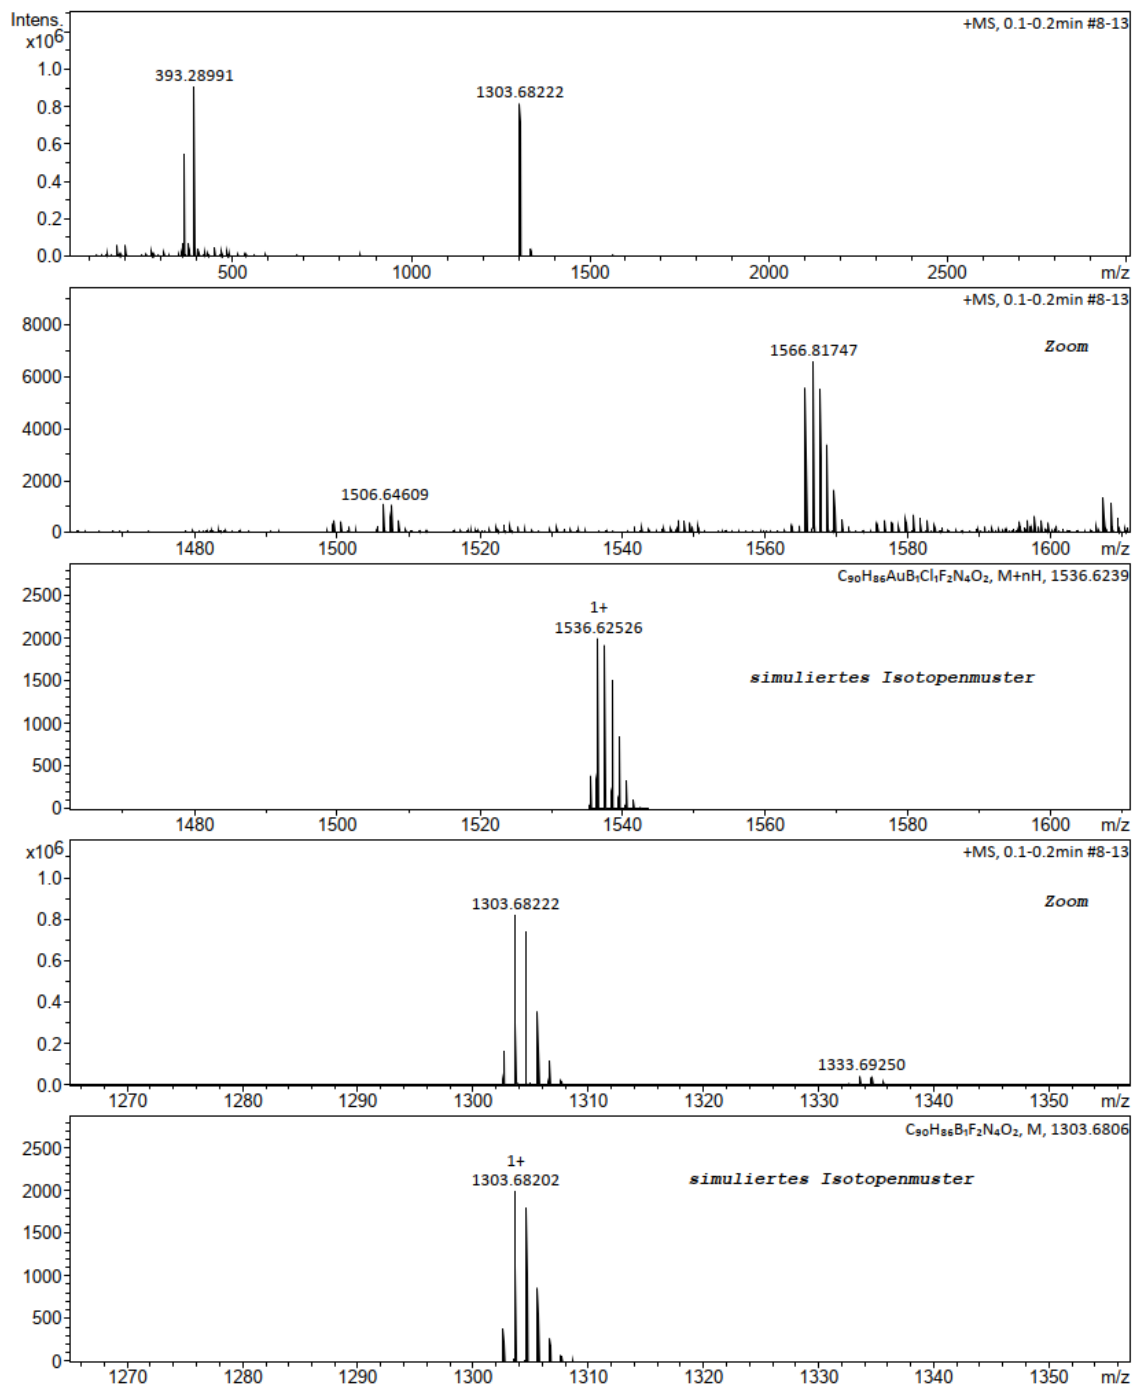 Intens.
x10⁶
+MS, 0.1-0.2min #8-13
393.28991
1303.68222
1.0
0.8
0.6
0.4
0.2
0.0
500 1000 1500 2000 2500 m/z
+MS, 0.1-0.2min #8-13
Zoom
1566.81747
1506.64609
8000
6000
4000
2000
0
1480 1500 1520 1540 1560 1580 1600 m/z
C₉₀H₈₆AuB₁Cl₁F₂N₄O₂, M+nH, 1536.6239
1+
1536.62526
simuliertes Isotopenmuster
2500
2000
1500
1000
500
0
1480 1500 1520 1540 1560 1580 1600 m/z
x10⁶
+MS, 0.1-0.2min #8-13
Zoom
1303.68222
1333.69250
1.0
0.8
0.6
0.4
0.2
0.0
1270 1280 1290 1300 1310 1320 1330 1340 1350 m/z
C₉₀H₈₆B₁F₂N₄O₂, M, 1303.6806
1+
1303.68202
simuliertes Isotopenmuster
2500
2000
1500
1000
500
0
1270 1280 1290 1300 1310 1320 1330 1340 1350 m/z